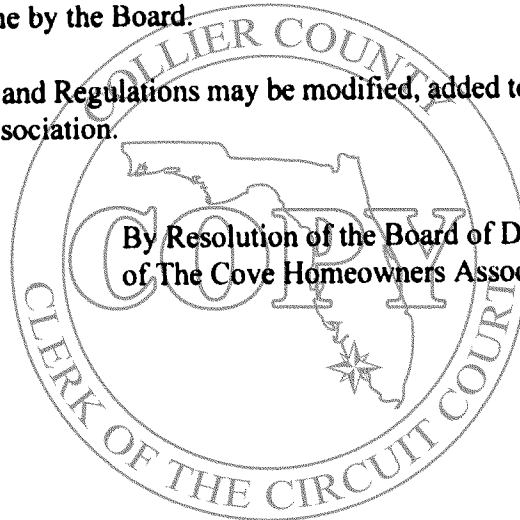 ne by the Board.
and Regulations may be modified, added to
sociation.
By Resolution of the Board of D
of The Cove Homeowners Assoc
COLLIER COUNTY
COPY
CLERK OF THE CIRCUIT COURT